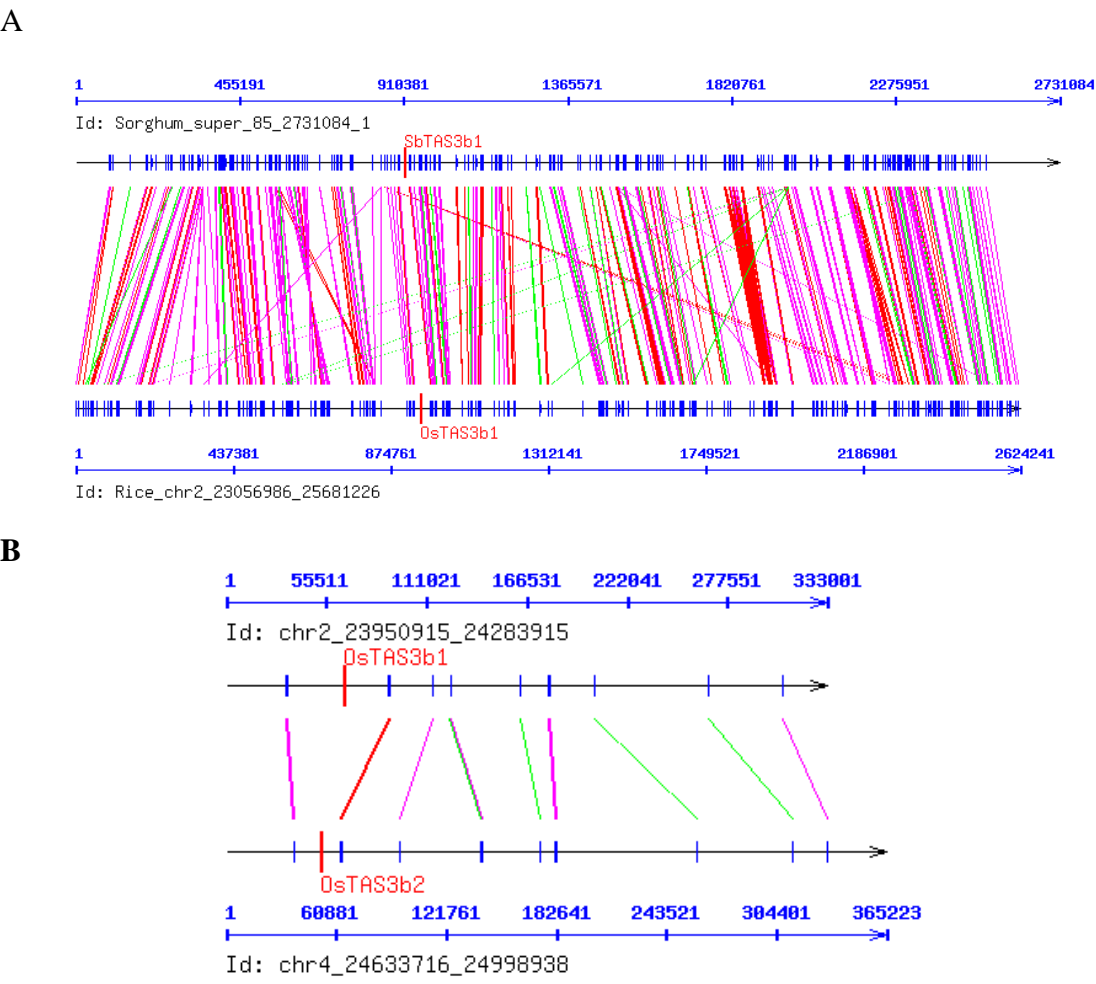 A
1 455191 910381 1365571 1820761 2275951 2731084
Id: Sorghum_super_85_2731084_1
SbTAS3b1
OsTAS3b1
1 437381 874761 1312141 1749521 2186901 2624241
Id: Rice_chr2_23056986_25681226
B
1 55511 111021 166531 222041 277551 333001
Id: chr2_23950915_24283915
OsTAS3b1
OsTAS3b2
1 60881 121761 182641 243521 304401 365223
Id: chr4_24633716_24998938